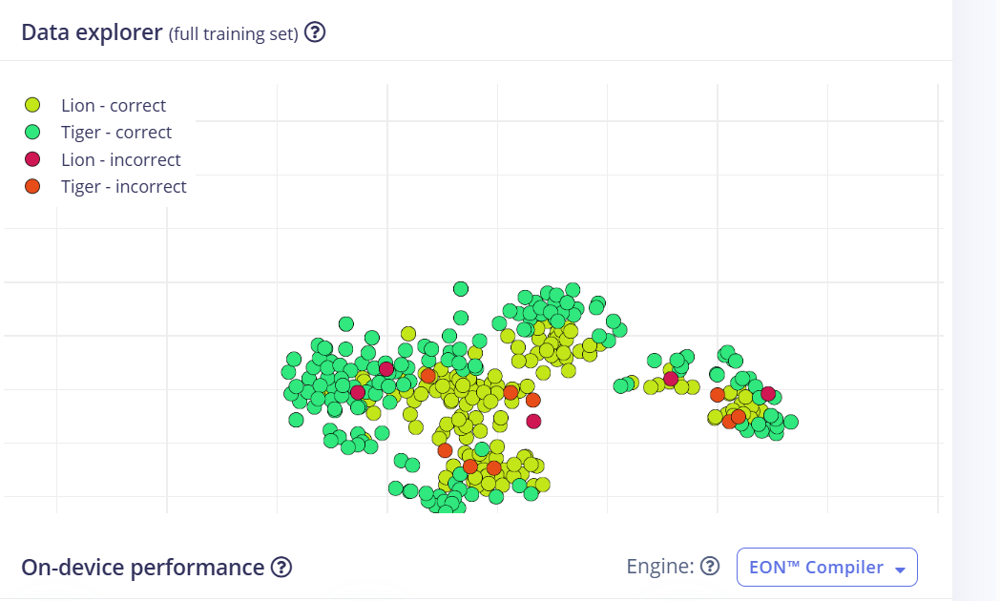 Data explorer (full training set) ?
Lion - correct
Tiger - correct
Lion - incorrect
Tiger - incorrect
On-device performance ? Engine: ? EON™ Compiler